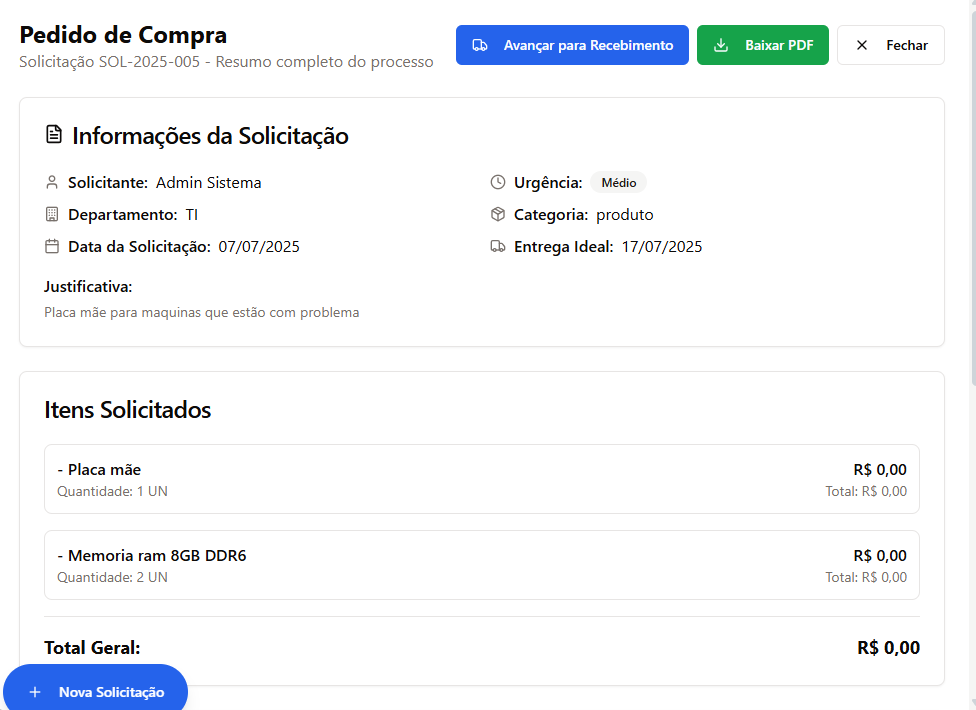 Pedido de Compra
Solicitação SOL-2025-005 - Resumo completo do processo
Avançar para Recebimento
Baixar PDF
Fechar
Informações da Solicitação
Solicitante: Admin Sistema
Urgência: Médio
Departamento: TI
Categoria: produto
Data da Solicitação: 07/07/2025
Entrega Ideal: 17/07/2025
Justificativa:
Placa mãe para maquinas que estão com problema
Itens Solicitados
- Placa mãe
R$ 0,00
Quantidade: 1 UN
Total: R$ 0,00
- Memoria ram 8GB DDR6
R$ 0,00
Quantidade: 2 UN
Total: R$ 0,00
Total Geral:
R$ 0,00
+ Nova Solicitação